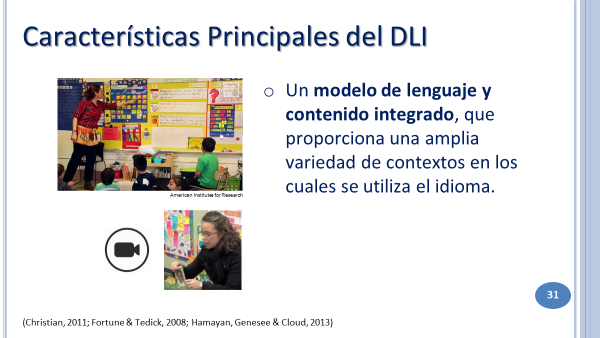 Características Principales del DLI
American Institutes for Research
Un modelo de lenguaje y
contenido integrado, que
proporciona una amplia
variedad de contextos en los
cuales se utiliza el idioma.
31
(Christian, 2011; Fortune & Tedick, 2008; Hamayan, Genesee & Cloud, 2013)